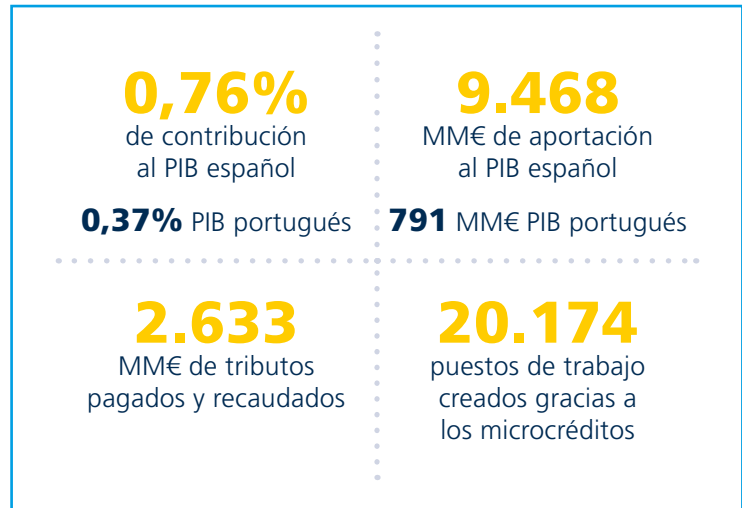 0,76%
de contribución
al PIB español
0,37% PIB portugués
9.468
MM€ de aportación
al PIB español
791 MM€ PIB portugués
2.633
MM€ de tributos
pagados y recaudados
20.174
puestos de trabajo
creados gracias a
los microcréditos